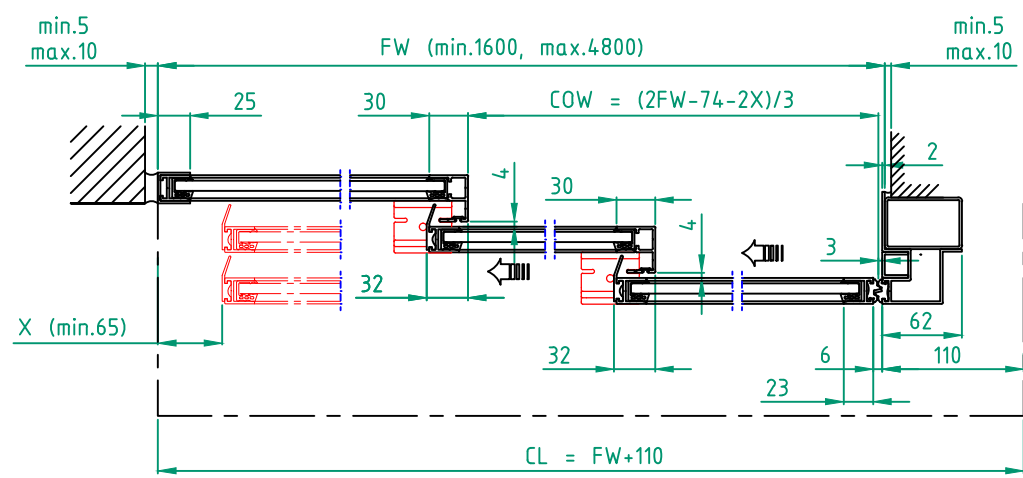 min.5
max.10
FW (min.1600, max.4800)
min.5
max.10
25
30
COW = (2FW-74-2X)/3
2
4
30
4
3
32
X (min.65)
62
32
6
110
23
CL = FW+110